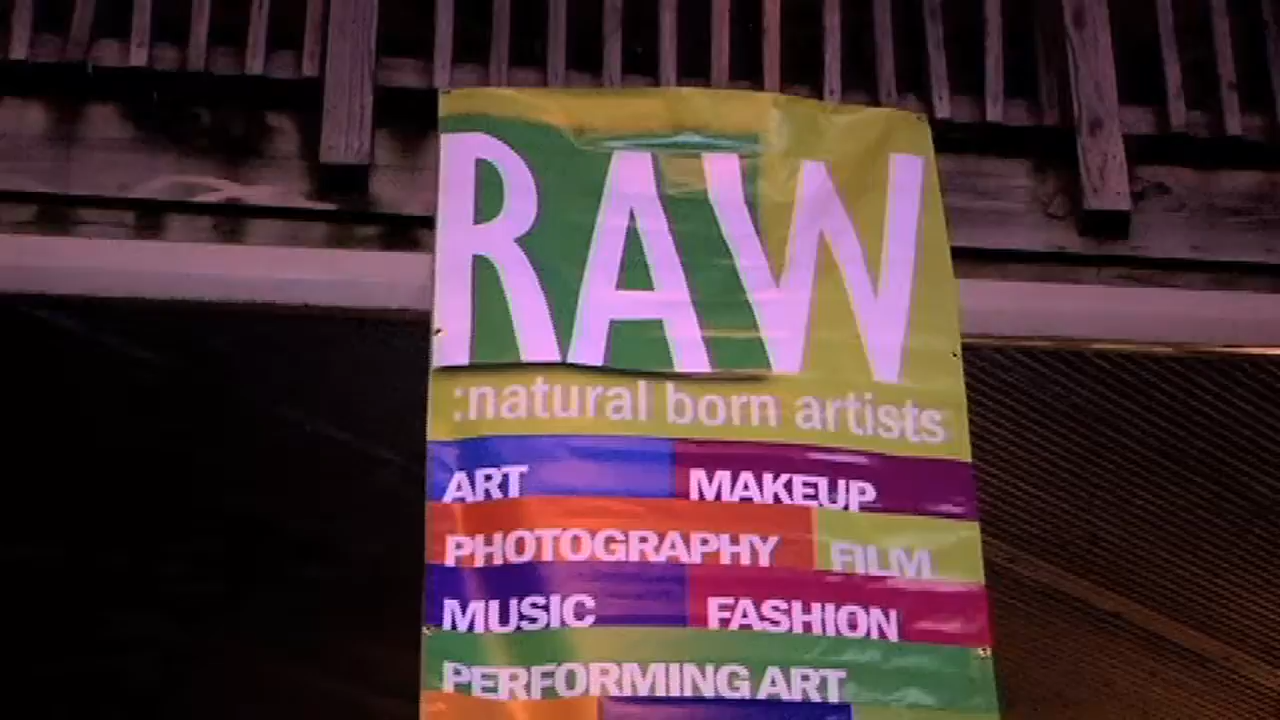 RAW
:natural born artists
ART MAKEUP
PHOTOGRAPHY FILM
MUSIC FASHION
PERFORMING ART